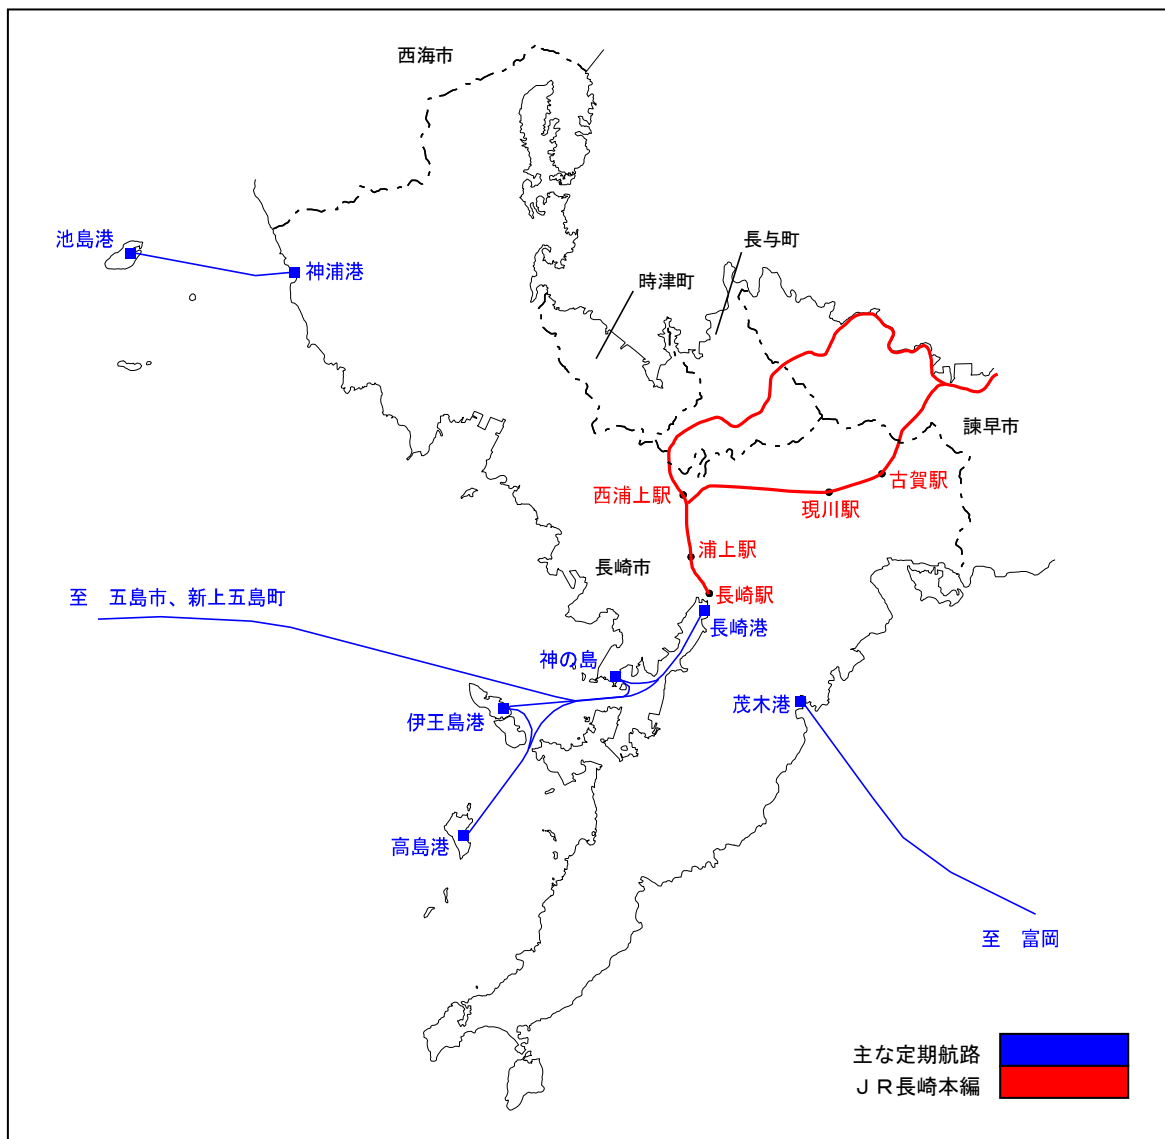 西海市
長与町
池島港
神浦港
時津町
諫早市
古賀駅
西浦上駅
現川駅
浦上駅
長崎市
長崎駅
至　五島市、新上五島町
長崎港
神の島
茂木港
伊王島港
高島港
至　富岡
主な定期航路
ＪＲ長崎本編